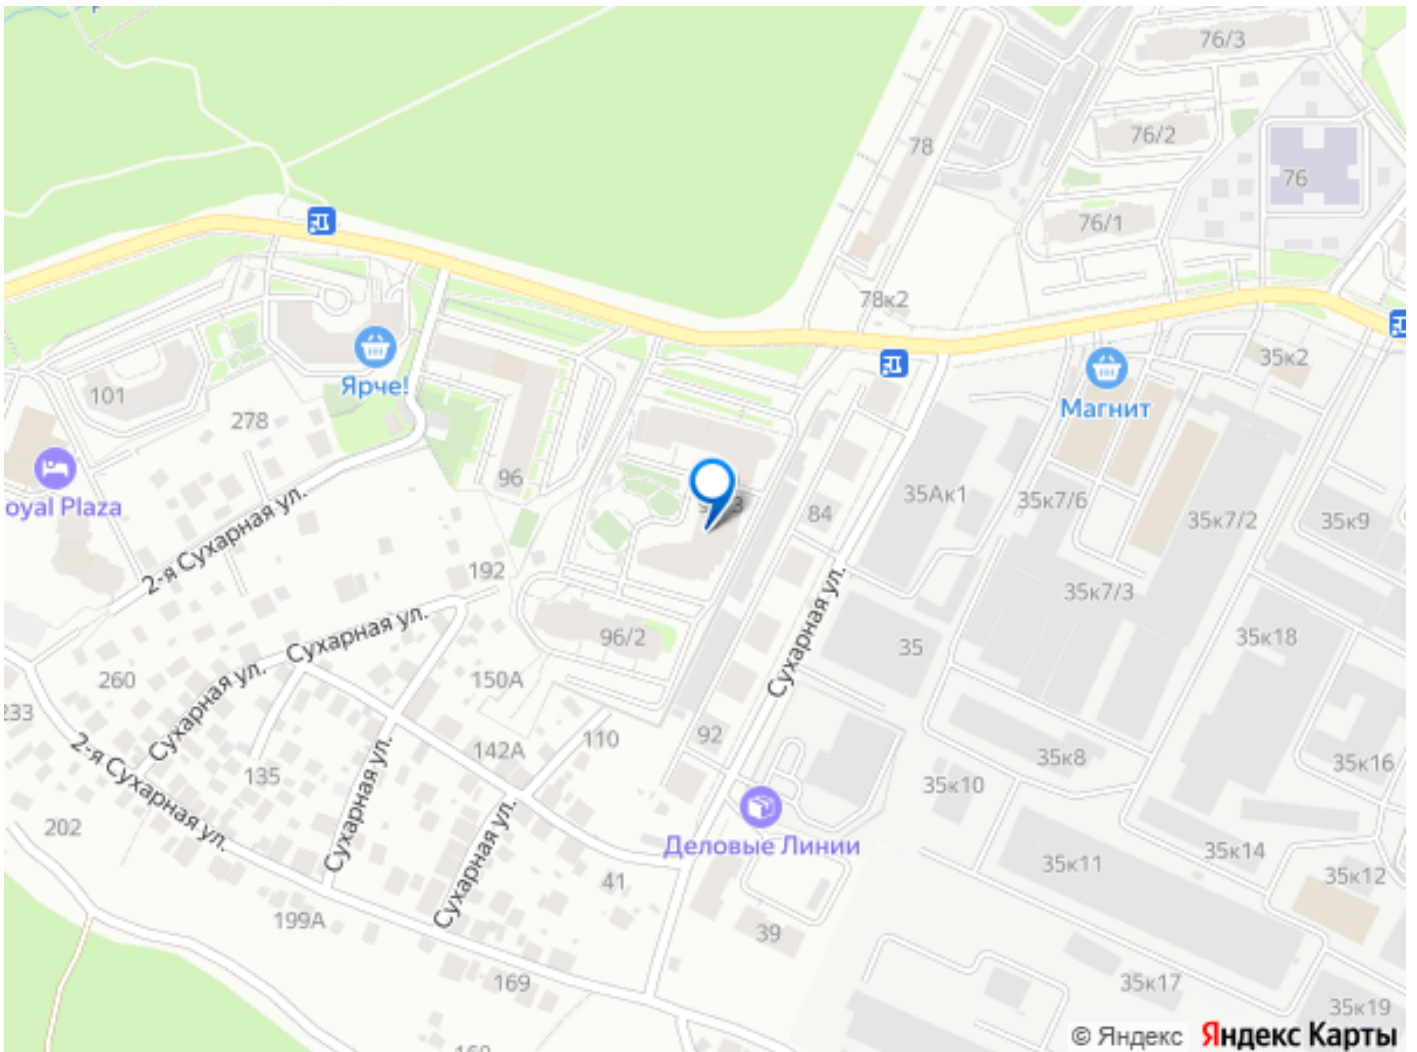 76/3
78
76/2
76
76/1
78к2
35к2
Ярче!
101
Магнит
278
96
84
35Ак1
35к7/6
35к7/2
35к9
oyal Plaza
2-я Сухарная ул.
192
35к7/3
Сухарная ул.
Сухарная ул.
96/2
35
35к18
260
150А
Сухарная ул.
233
2-я Сухарная ул.
135
142А
110
92
Сухарная ул.
35к8
35к16
35к10
202
Сухарная ул.
Деловые Линии
35к14
35к11
35к12
41
199А
39
169
35к17
35к19
© Яндекс Яндекс Карты